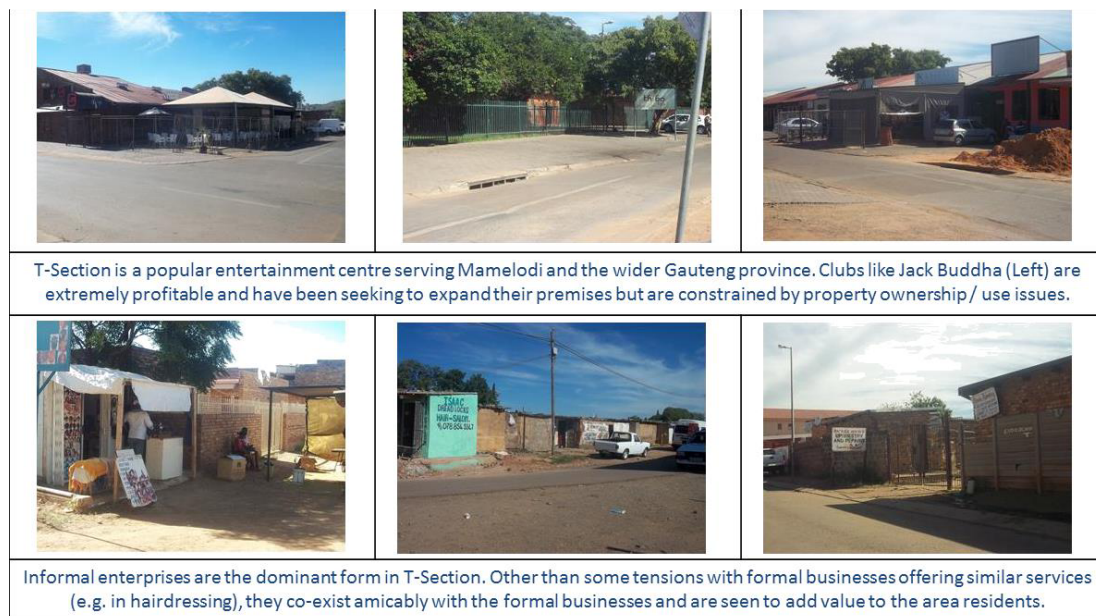 T-Section is a popular entertainment centre serving Mamelodi and the wider Gauteng province. Clubs like Jack Buddha (Left) are
extremely profitable and have been seeking to expand their premises but are constrained by property ownership / use issues.
ISAAC
DREADLOCKS
HAIR-SALON
Informal enterprises are the dominant form in T-Section. Other than some tensions with formal businesses offering similar services
(e.g. in hairdressing), they co-exist amicably with the formal businesses and are seen to add value to the area residents.